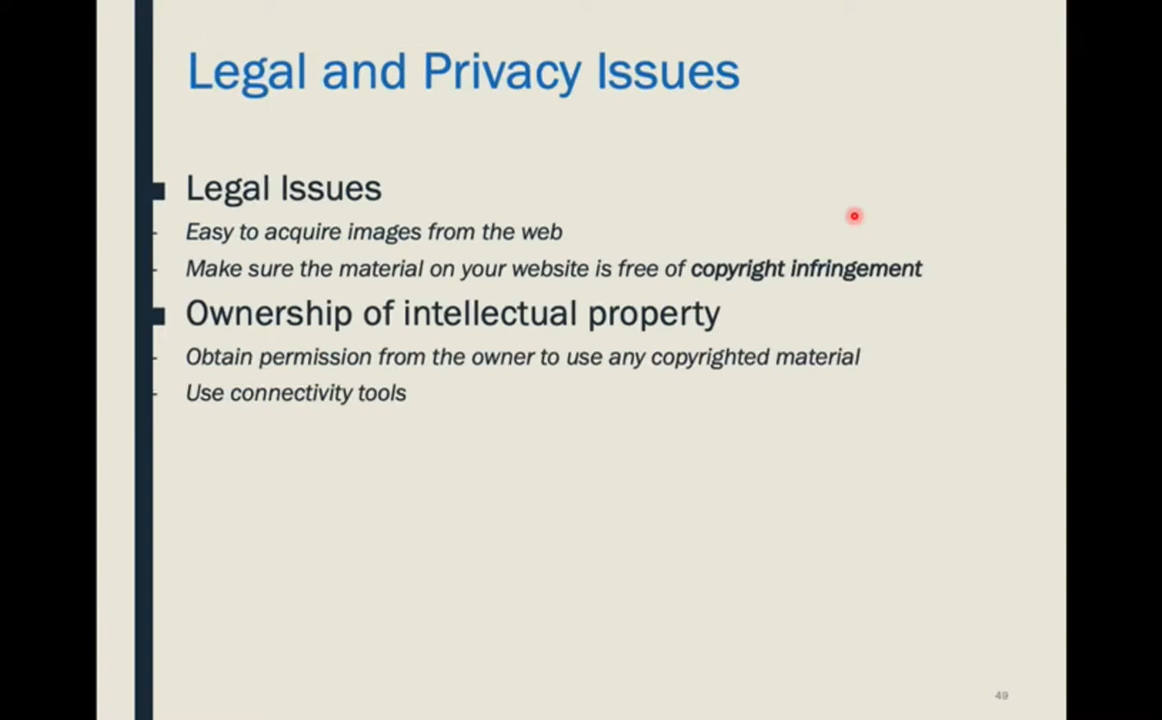 Legal and Privacy Issues
Legal Issues
Easy to acquire images from the web
Make sure the material on your website is free of copyright infringement
Ownership of intellectual property
Obtain permission from the owner to use any copyrighted material
Use connectivity tools
49